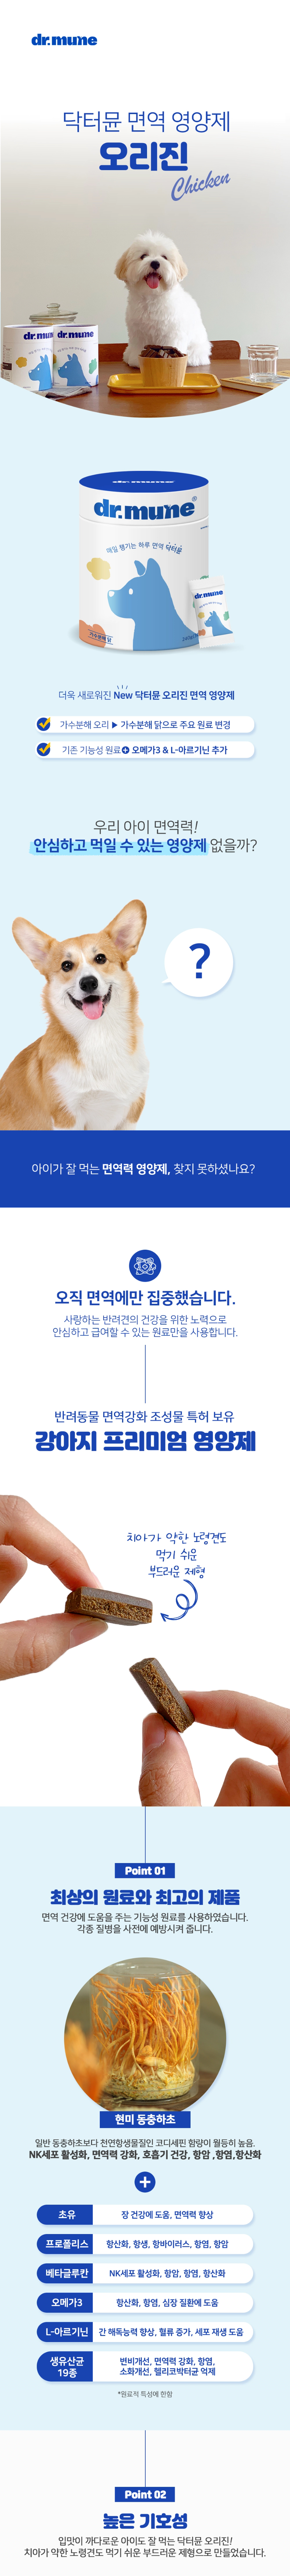 dr.mune
닥터뮨 면역 영양제
오리진
Chicken
dr.mune
매일 챙기는 하루 면역 닥터뮨
가수분해 닭
dr.mune
더욱 새로워진 New 닥터뮨 오리진 면역 영양제
가수분해 오리 ▶ 가수분해 닭으로 주요 원료 변경
기존 기능성 원료 + 오메가3 & L-아르기닌 추가
우리 아이 면역력!
안심하고 먹일 수 있는 영양제 없을까?
?
아이가 잘 먹는 면역력 영양제, 찾지 못하셨나요?
오직 면역에만 집중했습니다.
사랑하는 반려견의 건강을 위한 노력으로
안심하고 급여할 수 있는 원료만을 사용합니다.
반려동물 면역강화 조성물 특허 보유
강아지 프리미엄 영양제
치아가 약한 노령견도
먹기 쉬운
부드러운 제형
Point 01
최상의 원료와 최고의 제품
면역 건강에 도움을 주는 기능성 원료를 사용하였습니다.
각종 질병을 사전에 예방시켜 줍니다.
현미 동충하초
일반 동충하초보다 천연항생물질인 코디세핀 함량이 월등히 높음.
NK세포 활성화, 면역력 강화, 호흡기 건강, 항암 ,항염,항산화
+
초유 장 건강에 도움, 면역력 향상
프로폴리스 항산화, 항생, 항바이러스, 항염, 항암
베타글루칸 NK세포 활성화, 항암, 항염, 항산화
오메가3 항산화, 항염, 심장 질환에 도움
L-아르기닌 간 해독능력 향상, 혈류 증가, 세포 재생 도움
생유산균
19종
변비개선, 면역력 강화, 항염,
소화개선, 헬리코박터균 억제
*원료적 특성에 한함
Point 02
높은 기호성
입맛이 까다로운 아이도 잘 먹는 닥터뮨 오리진!
치아가 약한 노령견도 먹기 쉬운 부드러운 제형으로 만들었습니다.